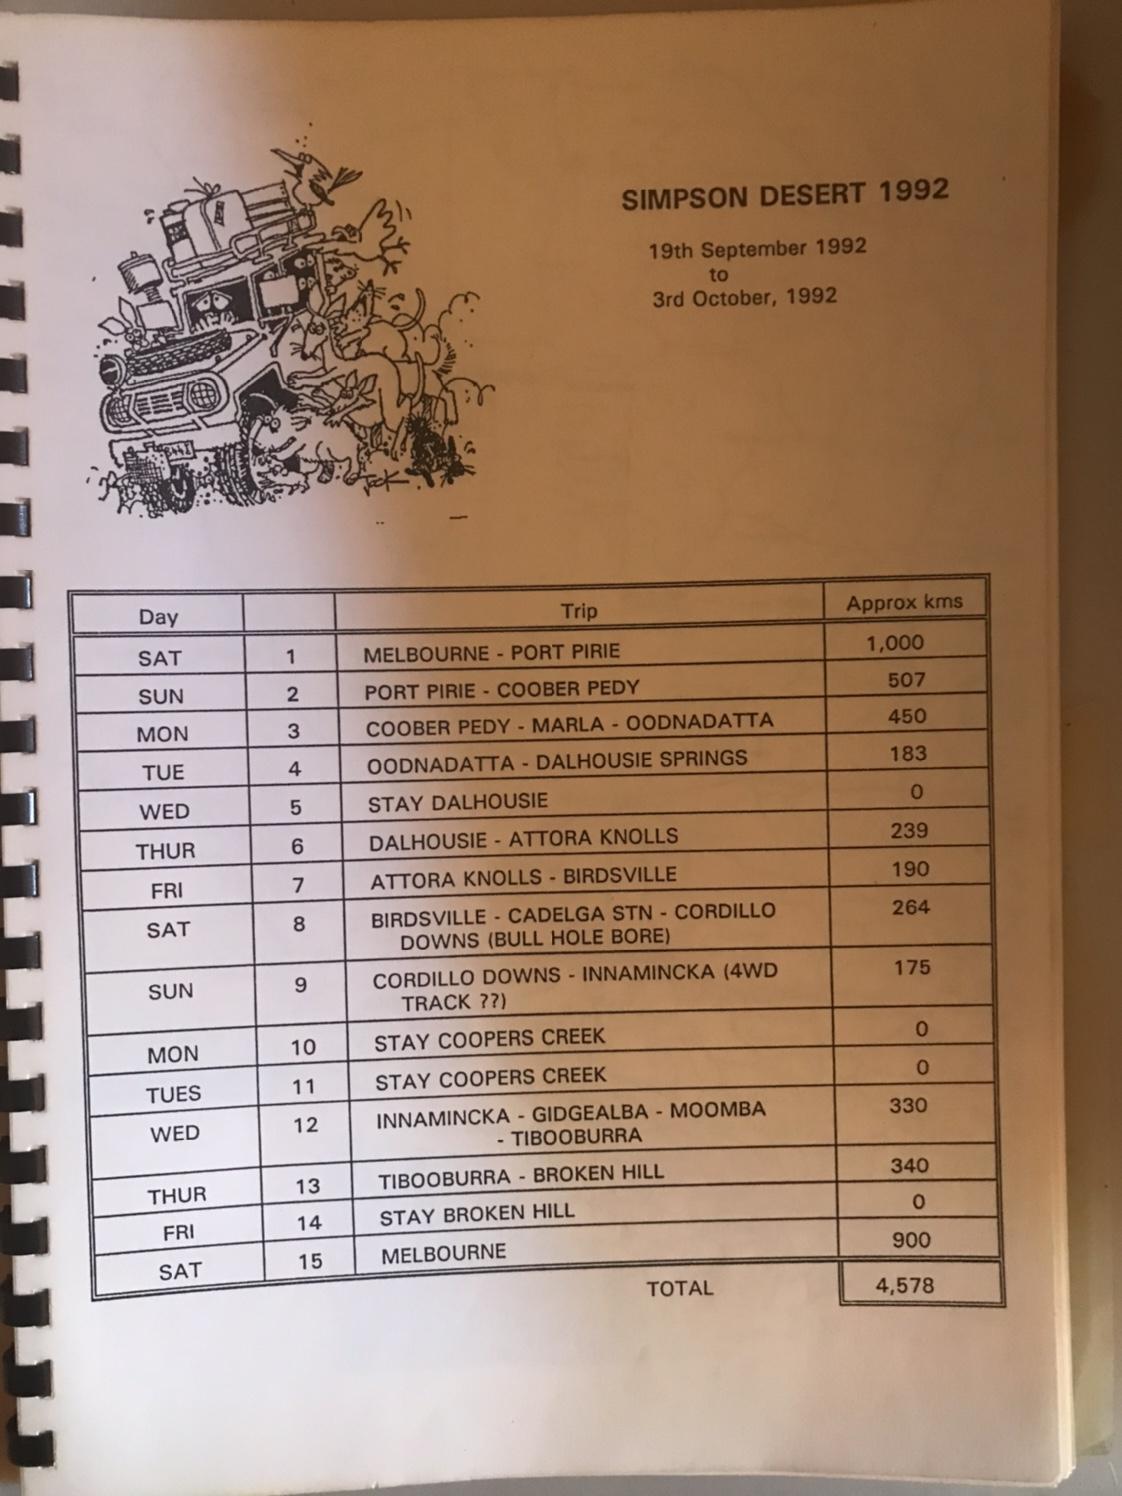 SIMPSON DESERT 1992
19th September 1992
to
3rd October, 1992
Day Trip Approx kms
SAT 1 MELBOURNE - PORT PIRIE 1,000
SUN 2 PORT PIRIE - COOBER PEDY 507
MON 3 COOBER PEDY - MARLA - OODNADATTA 450
TUE 4 OODNADATTA - DALHOUSIE SPRINGS 183
WED 5 STAY DALHOUSIE 0
THUR 6 DALHOUSIE - ATTORA KNOLLS 239
FRI 7 ATTORA KNOLLS - BIRDSVILLE 190
SAT 8 BIRDSVILLE - CADELGA STN - CORDILLO 264
DOWNS (BULL HOLE BORE)
SUN 9 CORDILLO DOWNS - INNAMINCKA (4WD 175
TRACK ??)
MON 10 STAY COOPERS CREEK 0
TUES 11 STAY COOPERS CREEK 0
WED 12 INNAMINCKA - GIDGEALBA - MOOMBA 330
- TIBOOBURRA
THUR 13 TIBOOBURRA - BROKEN HILL 340
FRI 14 STAY BROKEN HILL 0
SAT 15 MELBOURNE 900
TOTAL 4,578